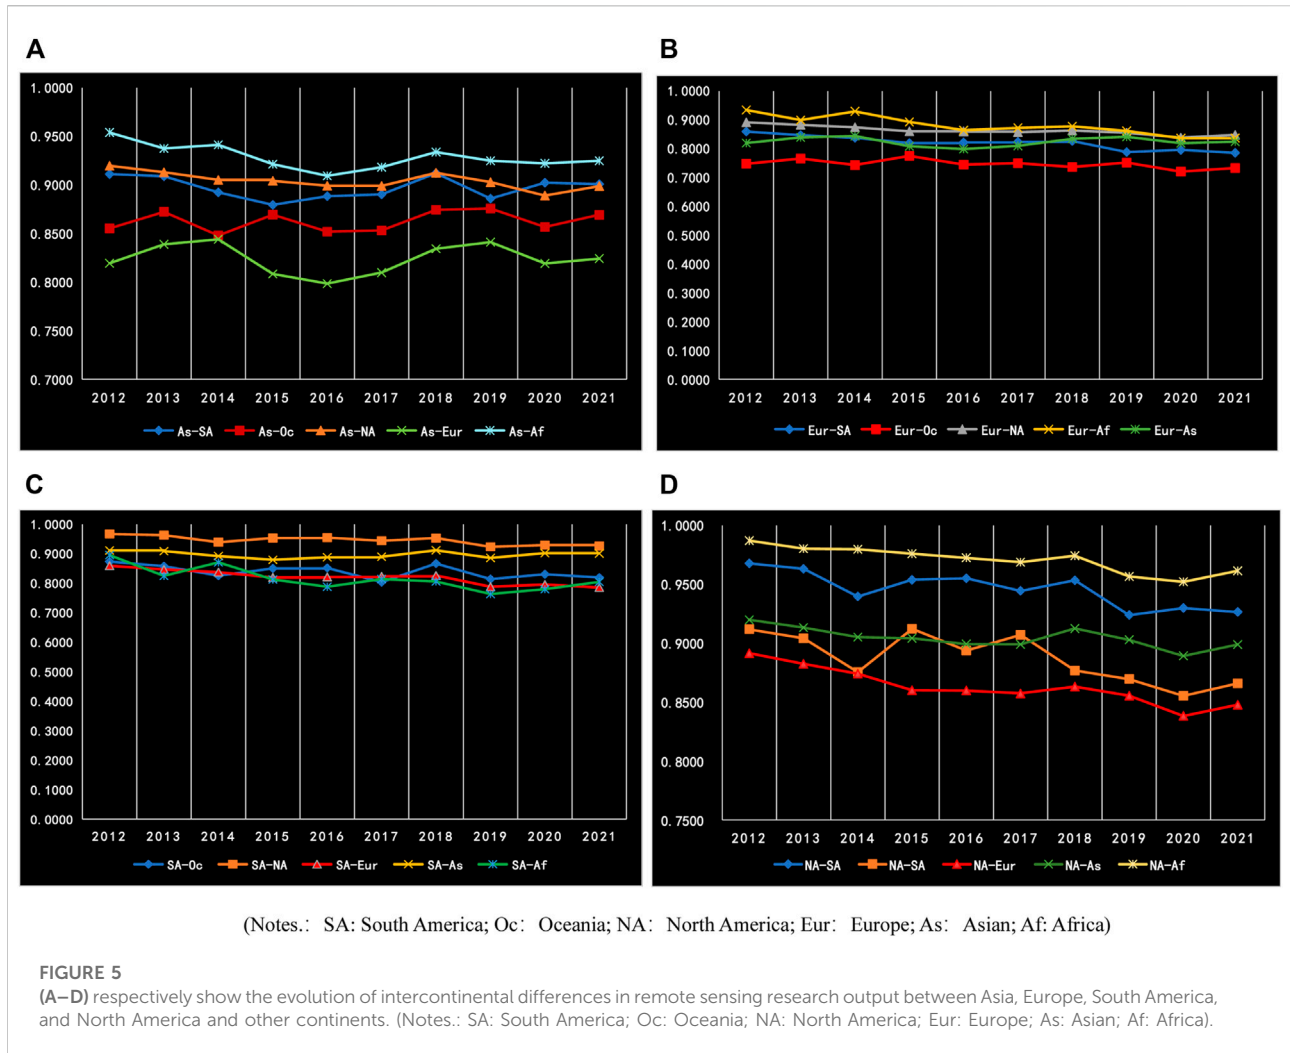 A
1.0000
0.9500
0.9000
0.8500
0.8000
0.7500
0.7000
2012 2013 2014 2015 2016 2017 2018 2019 2020 2021
As-SA As-Oc As-NA As-Eur As-Af
B
1.0000
0.9000
0.8000
0.7000
0.6000
0.5000
0.4000
0.3000
0.2000
0.1000
0.0000
2012 2013 2014 2015 2016 2017 2018 2019 2020 2021
Eur-SA Eur-Oc Eur-NA Eur-Af Eur-As
C
1.0000
0.9000
0.8000
0.7000
0.6000
0.5000
0.4000
0.3000
0.2000
0.1000
0.0000
2012 2013 2014 2015 2016 2017 2018 2019 2020 2021
SA-Oc SA-NA SA-Eur SA-As SA-Af
D
1.0000
0.9500
0.9000
0.8500
0.8000
0.7500
2012 2013 2014 2015 2016 2017 2018 2019 2020 2021
NA-SA NA-SA NA-Eur NA-As NA-Af
(Notes.: SA: South America; Oc: Oceania; NA: North America; Eur: Europe; As: Asian; Af: Africa)
FIGURE 5
(A–D) respectively show the evolution of intercontinental differences in remote sensing research output between Asia, Europe, South America,
and North America and other continents. (Notes.: SA: South America; Oc: Oceania; NA: North America; Eur: Europe; As: Asian; Af: Africa).